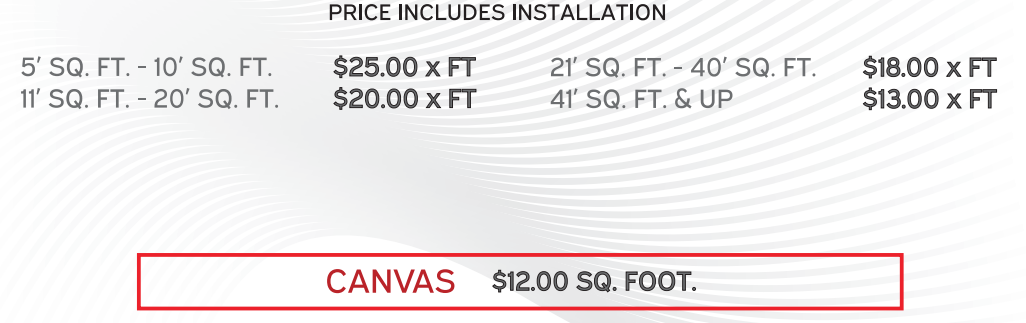 PRICE INCLUDES INSTALLATION
5' SQ. FT. - 10' SQ. FT. $25.00 x FT 21' SQ. FT. - 40' SQ. FT. $18.00 x FT
11' SQ. FT. - 20' SQ. FT. $20.00 x FT 41' SQ. FT. & UP $13.00 x FT
CANVAS $12.00 SQ. FOOT.